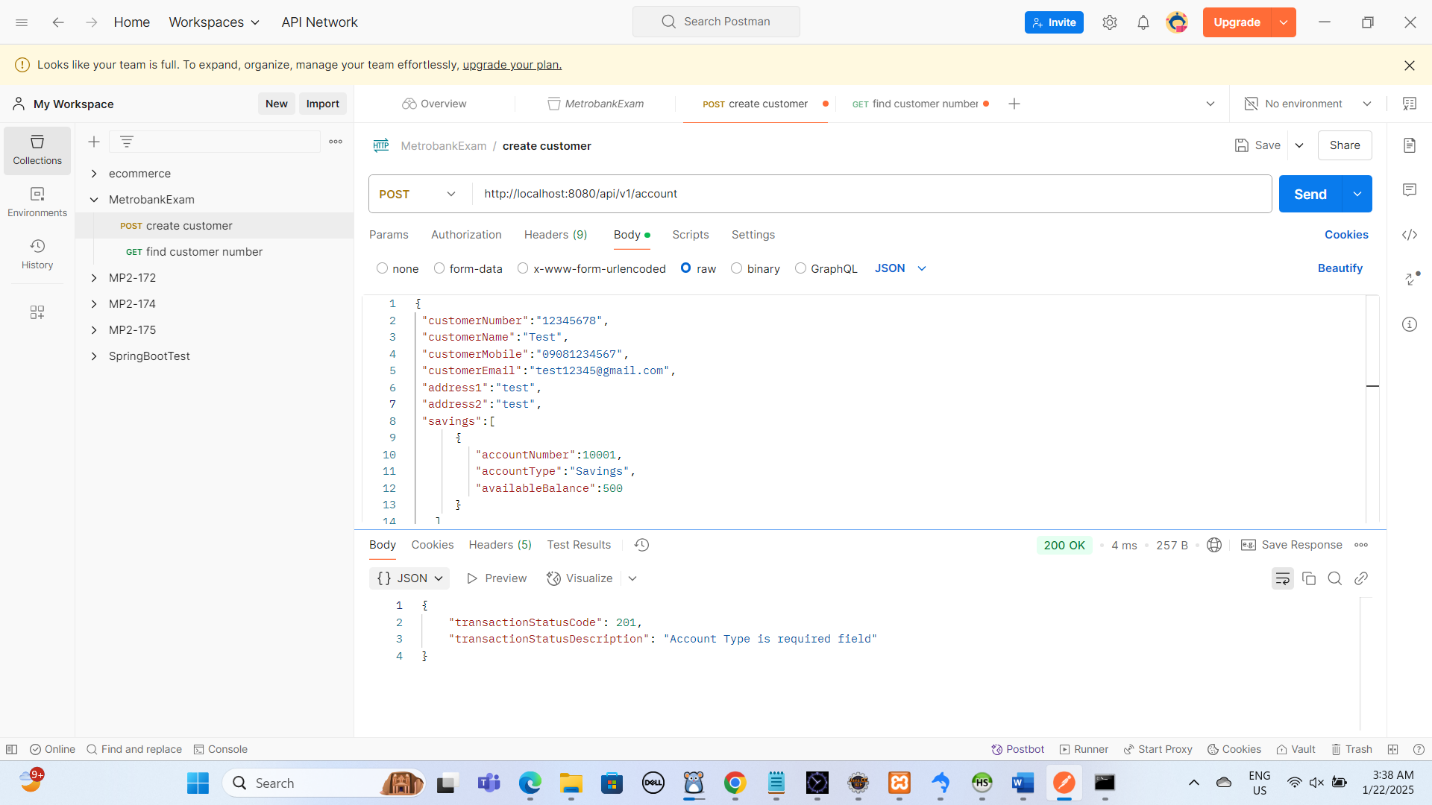 Home Workspaces API Network Search Postman Invite Upgrade
Looks like your team is full. To expand, organize, manage your team effortlessly, upgrade your plan.
My Workspace New Import Overview MetrobankExam POST create customer GET find customer number No environment
Collections
ecommerce
MetrobankExam
POST create customer
GET find customer number
MP2-172
MP2-174
MP2-175
SpringBootTest
Environments
History
HTTP MetrobankExam / create customer Save Share
POST http://localhost:8080/api/v1/account Send
Params Authorization Headers (9) Body Scripts Settings Cookies
none form-data x-www-form-urlencoded raw binary GraphQL JSON Beautify
1 {
2 "customerNumber":"12345678",
3 "customerName":"Test",
4 "customerMobile":"09081234567",
5 "customerEmail":"test12345@gmail.com",
6 "address1":"test",
7 "address2":"test",
8 "savings":[
9 {
10 "accountNumber":10001,
11 "accountType":"Savings",
12 "availableBalance":500
13 }
14 ]
Body Cookies Headers (5) Test Results 200 OK 4 ms 257 B e.g. Save Response
{} JSON Preview Visualize
1 {
2 "transactionStatusCode": 201,
3 "transactionStatusDescription": "Account Type is required field"
4 }
Online Find and replace Console Postbot Runner Start Proxy Cookies Vault Trash
9+ Search DELL HS W ENG US 3:38 AM 1/22/2025